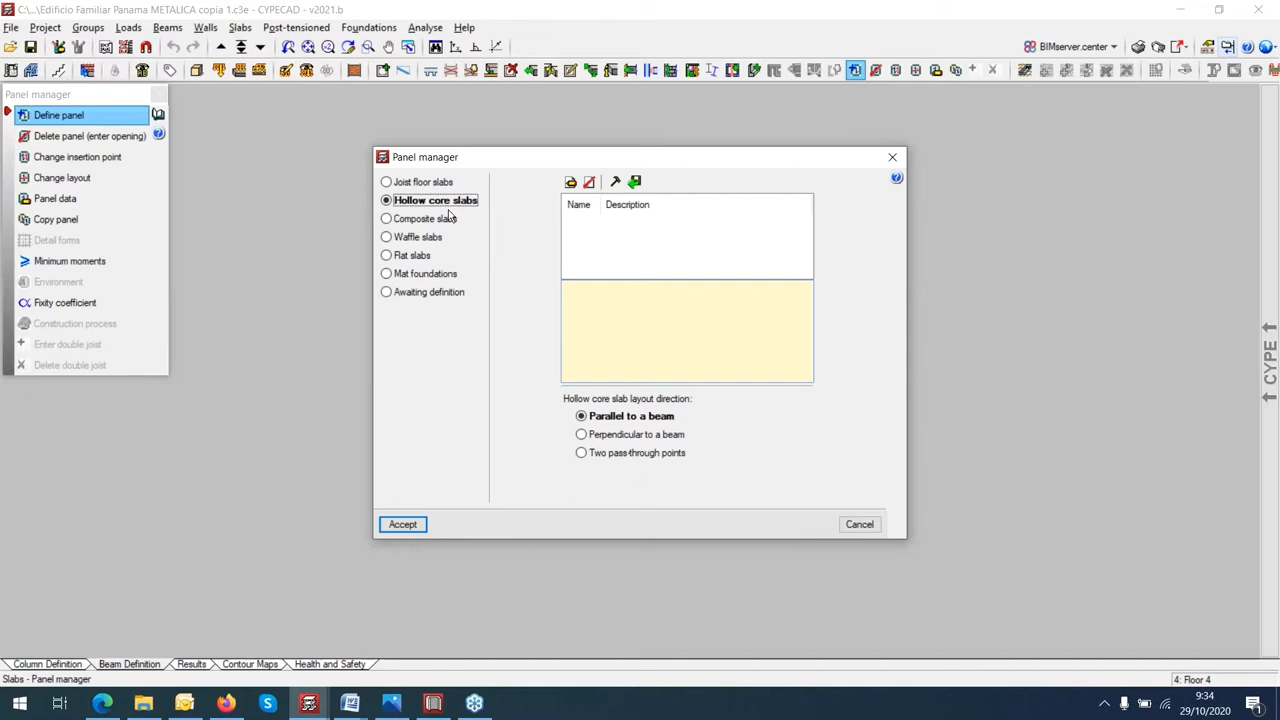 C:\...\Edificio Familiar Panama METALICA copia 1.c3e - CYPECAD - v2021.b
File Project Groups Loads Beams Walls Slabs Post-tensioned Foundations Analyse Help
BIMserver.center
Panel manager
Define panel
Delete panel (enter opening)
Change insertion point
Change layout
Panel data
Copy panel
Detail forms
Minimum moments
Environment
Fixity coefficient
Construction process
Enter double joist
Delete double joist
Panel manager
Joist floor slabs
Hollow core slabs
Composite slabs
Waffle slabs
Flat slabs
Mat foundations
Awaiting definition
Name Description
Hollow core slab layout direction:
Parallel to a beam
Perpendicular to a beam
Two pass-through points
Accept Cancel
CYPE
Column Definition Beam Definition Results Contour Maps Health and Safety
Slabs - Panel manager 4: Floor 4
9:34
29/10/2020
1